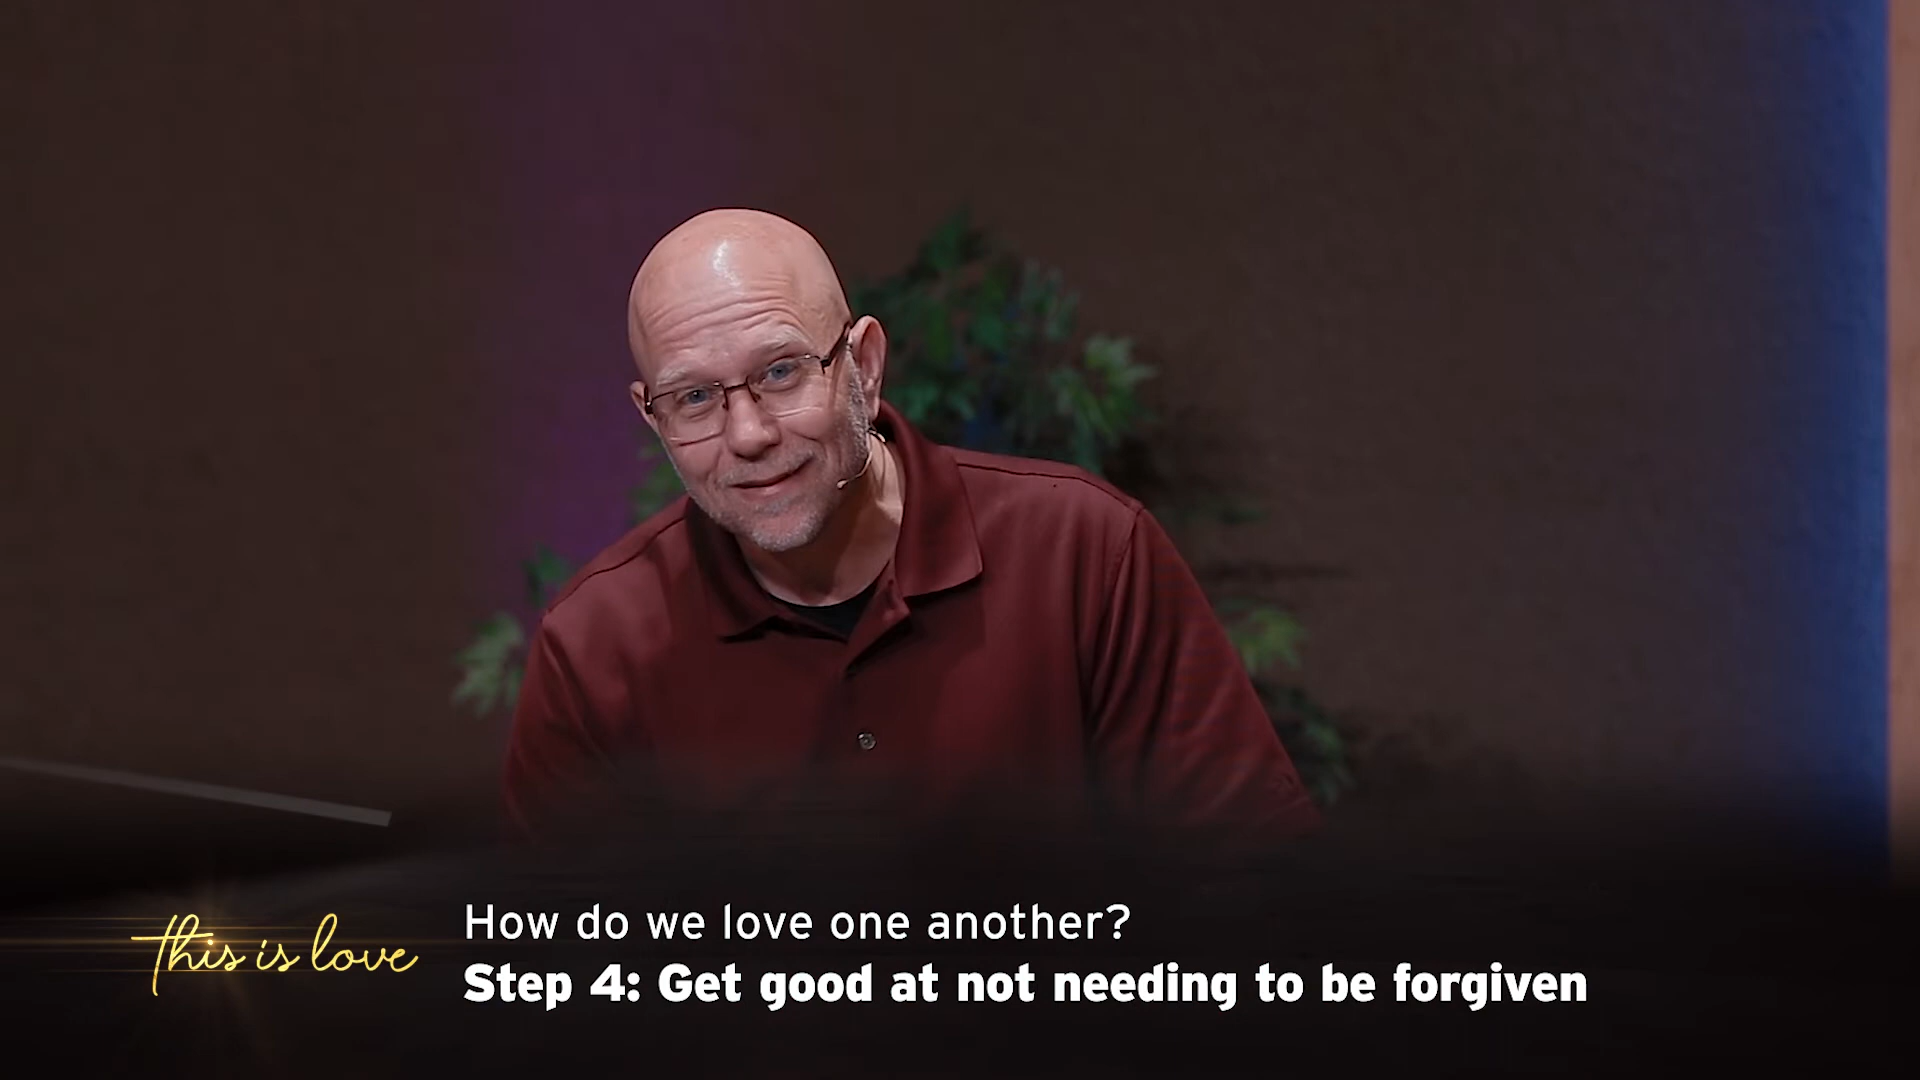 This is love
How do we love one another?
Step 4: Get good at not needing to be forgiven